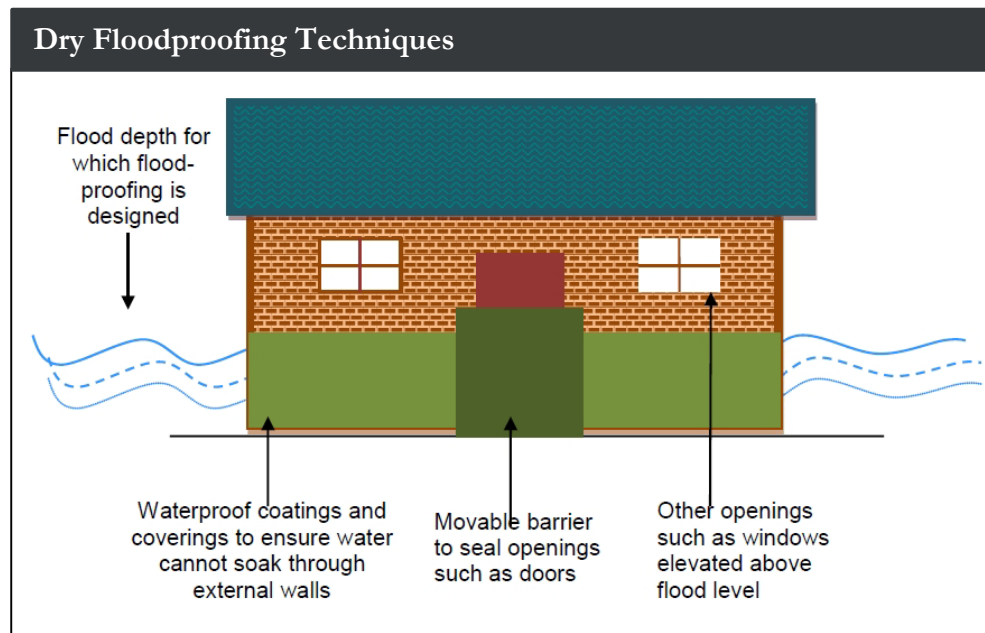 Dry Floodproofing Techniques
Flood depth for
which flood-
proofing is
designed
Waterproof coatings and
coverings to ensure water
cannot soak through
external walls
Movable barrier
to seal openings
such as doors
Other openings
such as windows
elevated above
flood level